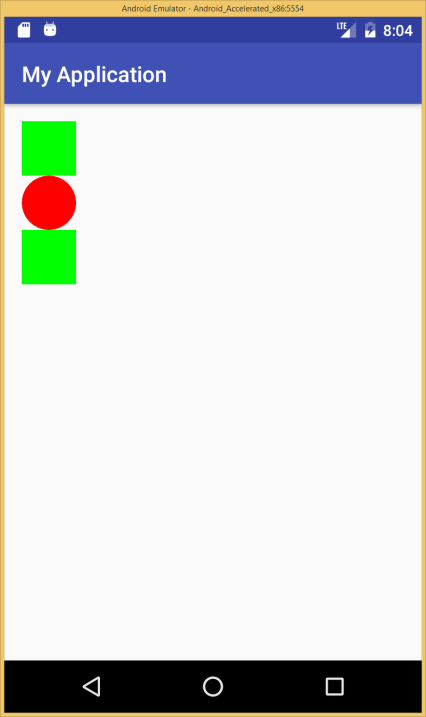 Android Emulator - Android_Accelerated_x86:5554
LTE 8:04
My Application